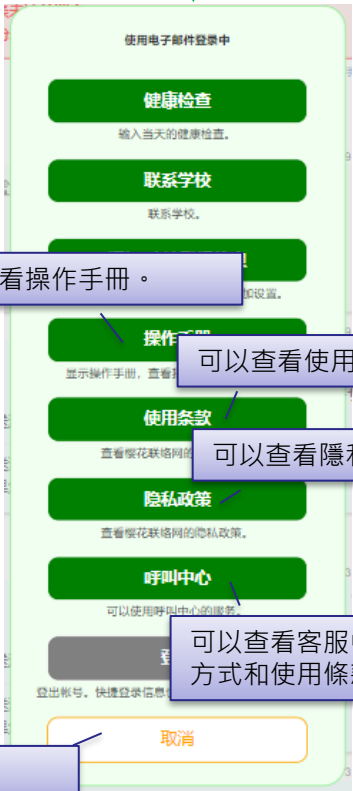 使用电子邮件登录中
健康检查
输入当天的健康检查。
联系学校
联系学校。
看操作手冊。
加设置。
操作手册
显示操作手册，查看
可以查看使用
使用条款
查看樱花联络网的
可以查看隱私
隐私政策
查看樱花联络网的隐私政策。
呼叫中心
可以使用呼叫中心的服务。
可以查看客服
方式和使用條
登
登出帐号。快捷登录信息
取消